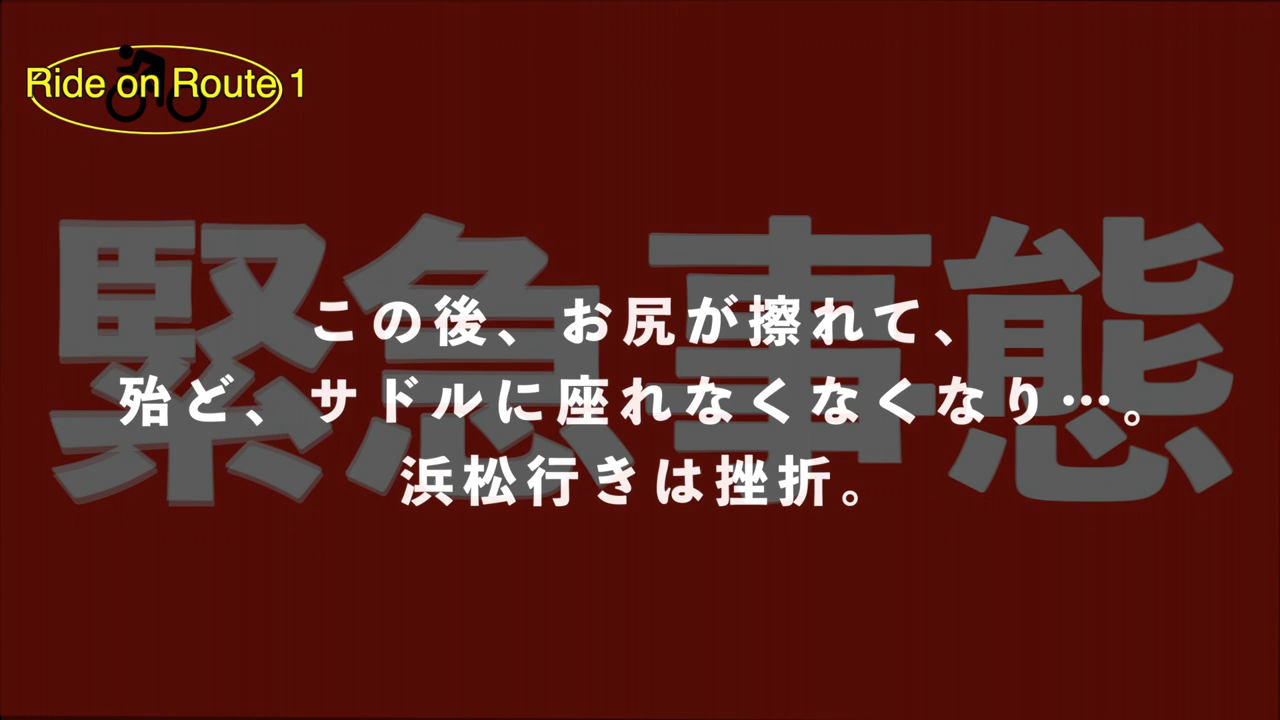 Ride on Route 1
緊急事態
この後、お尻が擦れて、
殆ど、サドルに座れなくなくなり…。
浜松行きは挫折。